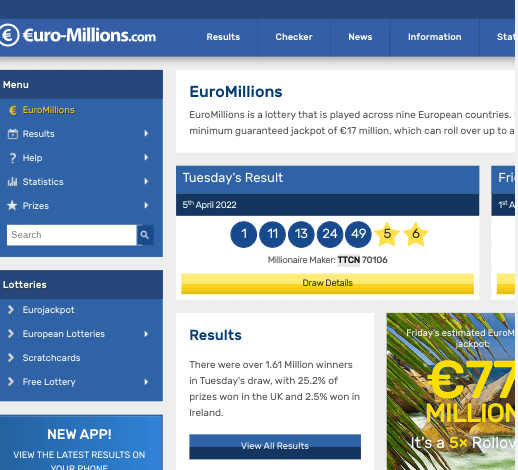 €uro-Millions.com
Results Checker News Information
Menu
EuroMillions
Results
Help
Statistics
Prizes
Search
Lotteries
Eurojackpot
European Lotteries
Scratchcards
Free Lottery
NEW APP!
VIEW THE LATEST RESULTS ON
YOUR PHONE
EuroMillions
EuroMillions is a lottery that is played across nine European countries.
minimum guaranteed jackpot of €17 million, which can roll over up to a
Tuesday's Result
5th April 2022
1 11 13 24 49 5 6
Millionaire Maker: TTCN 70106
Draw Details
Fri
1st A
Results
There were over 1.61 Million winners
in Tuesday's draw, with 25.2% of
prizes won in the UK and 2.5% won in
Ireland.
View All Results
Friday's estimated EuroM
jackpot:
€77
MILLION
It's a 5× Rollov